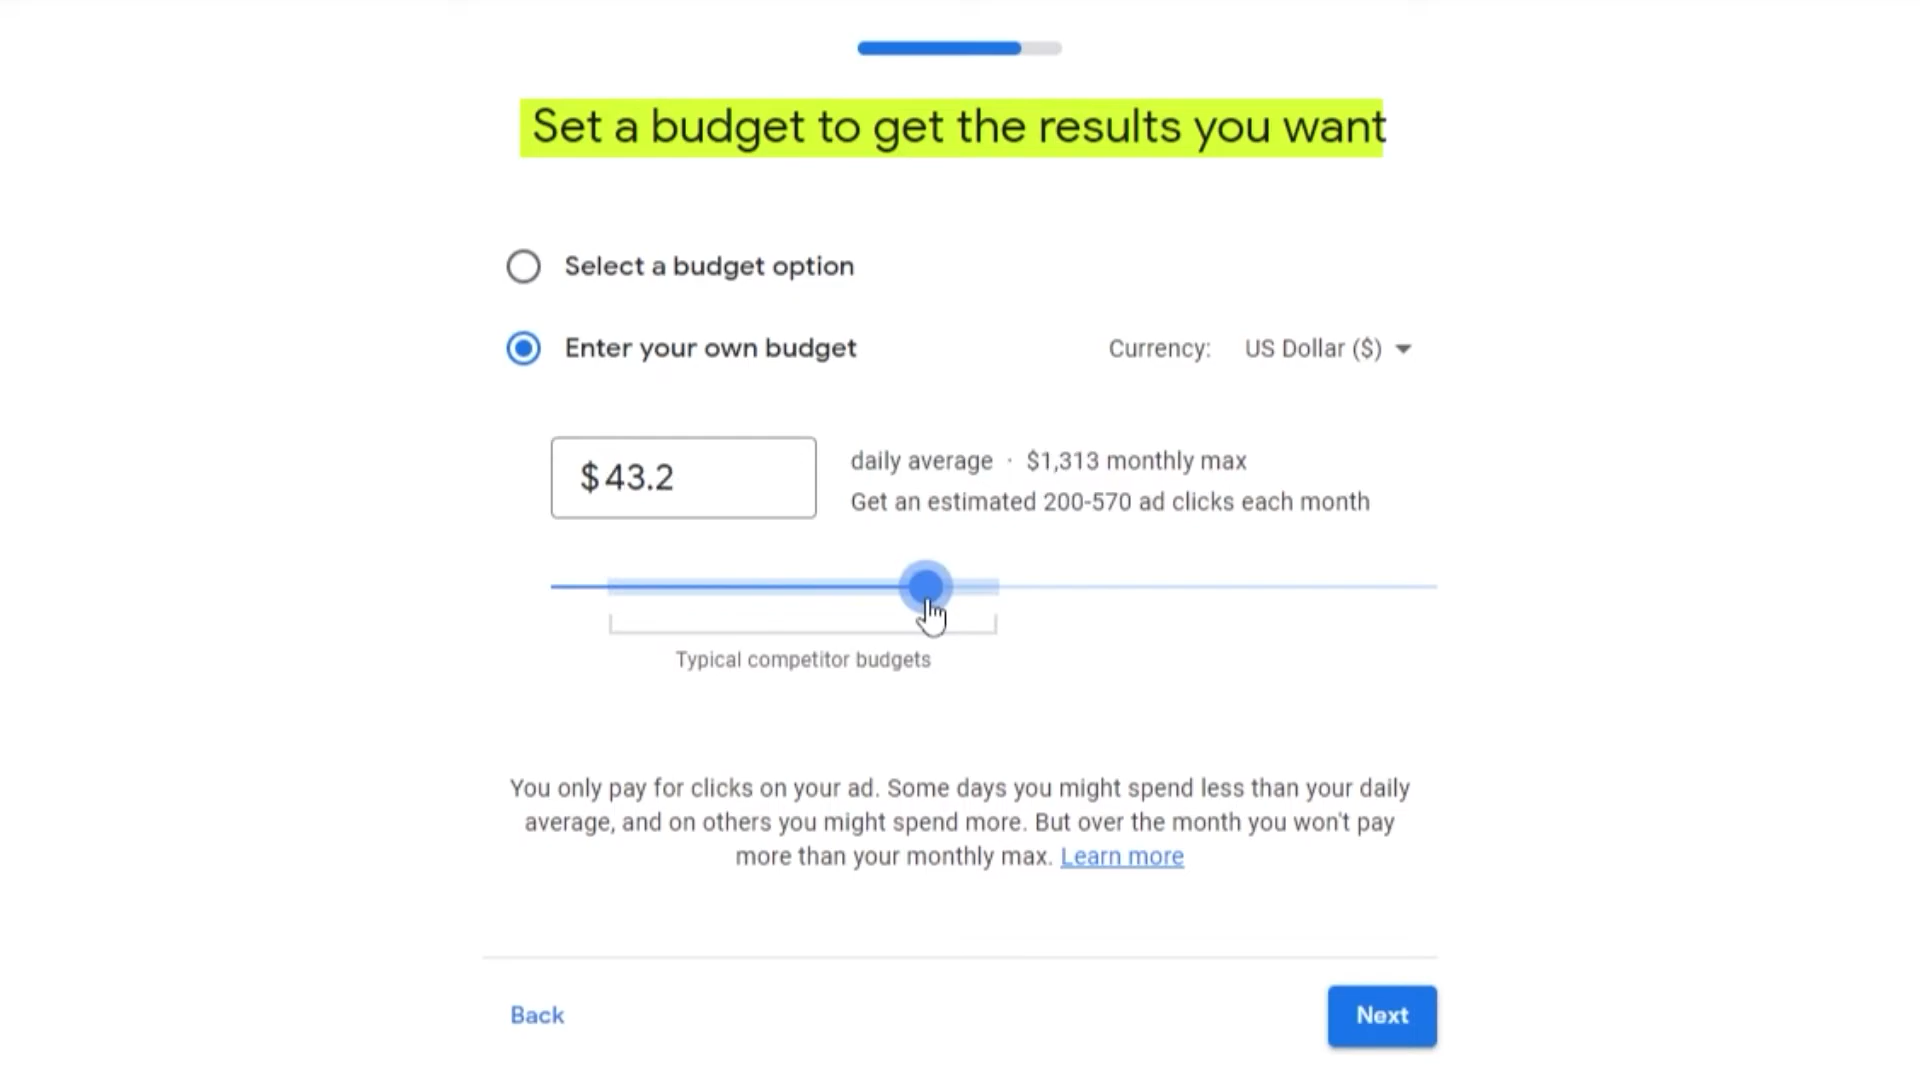 Set a budget to get the results you want
Select a budget option
Enter your own budget
Currency: US Dollar ($)
$43.2
daily average · $1,313 monthly max
Get an estimated 200-570 ad clicks each month
Typical competitor budgets
You only pay for clicks on your ad. Some days you might spend less than your daily
average, and on others you might spend more. But over the month you won't pay
more than your monthly max. Learn more
Back
Next